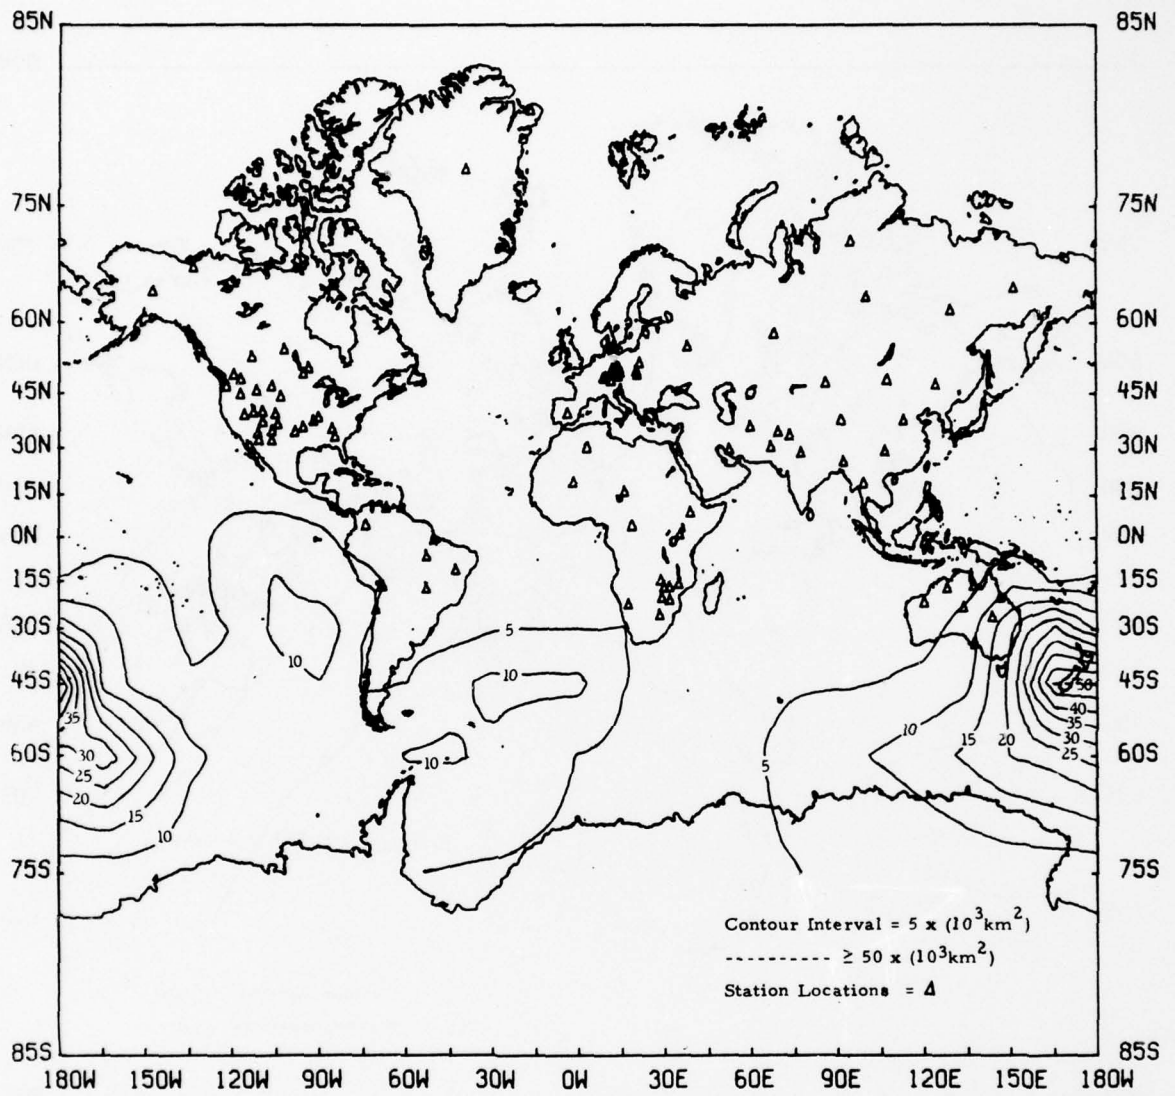 85N 85N
75N 75N
60N 60N
45N 45N
30N 30N
15N 15N
0N 0N
15S 15S
30S 5 30S
10
45S 10 50 45S
35 40
10 35
15 20 30
30 10 25
60S 5 60S
25
20
15
10
75S 75S
Contour Interval = 5 x (10³km²)
---------- ≥ 50 x (10³km²)
Station Locations = Δ
85S 85S
180W 150W 120W 90W 60W 30W 0W 30E 60E 90E 120E 150E 180W